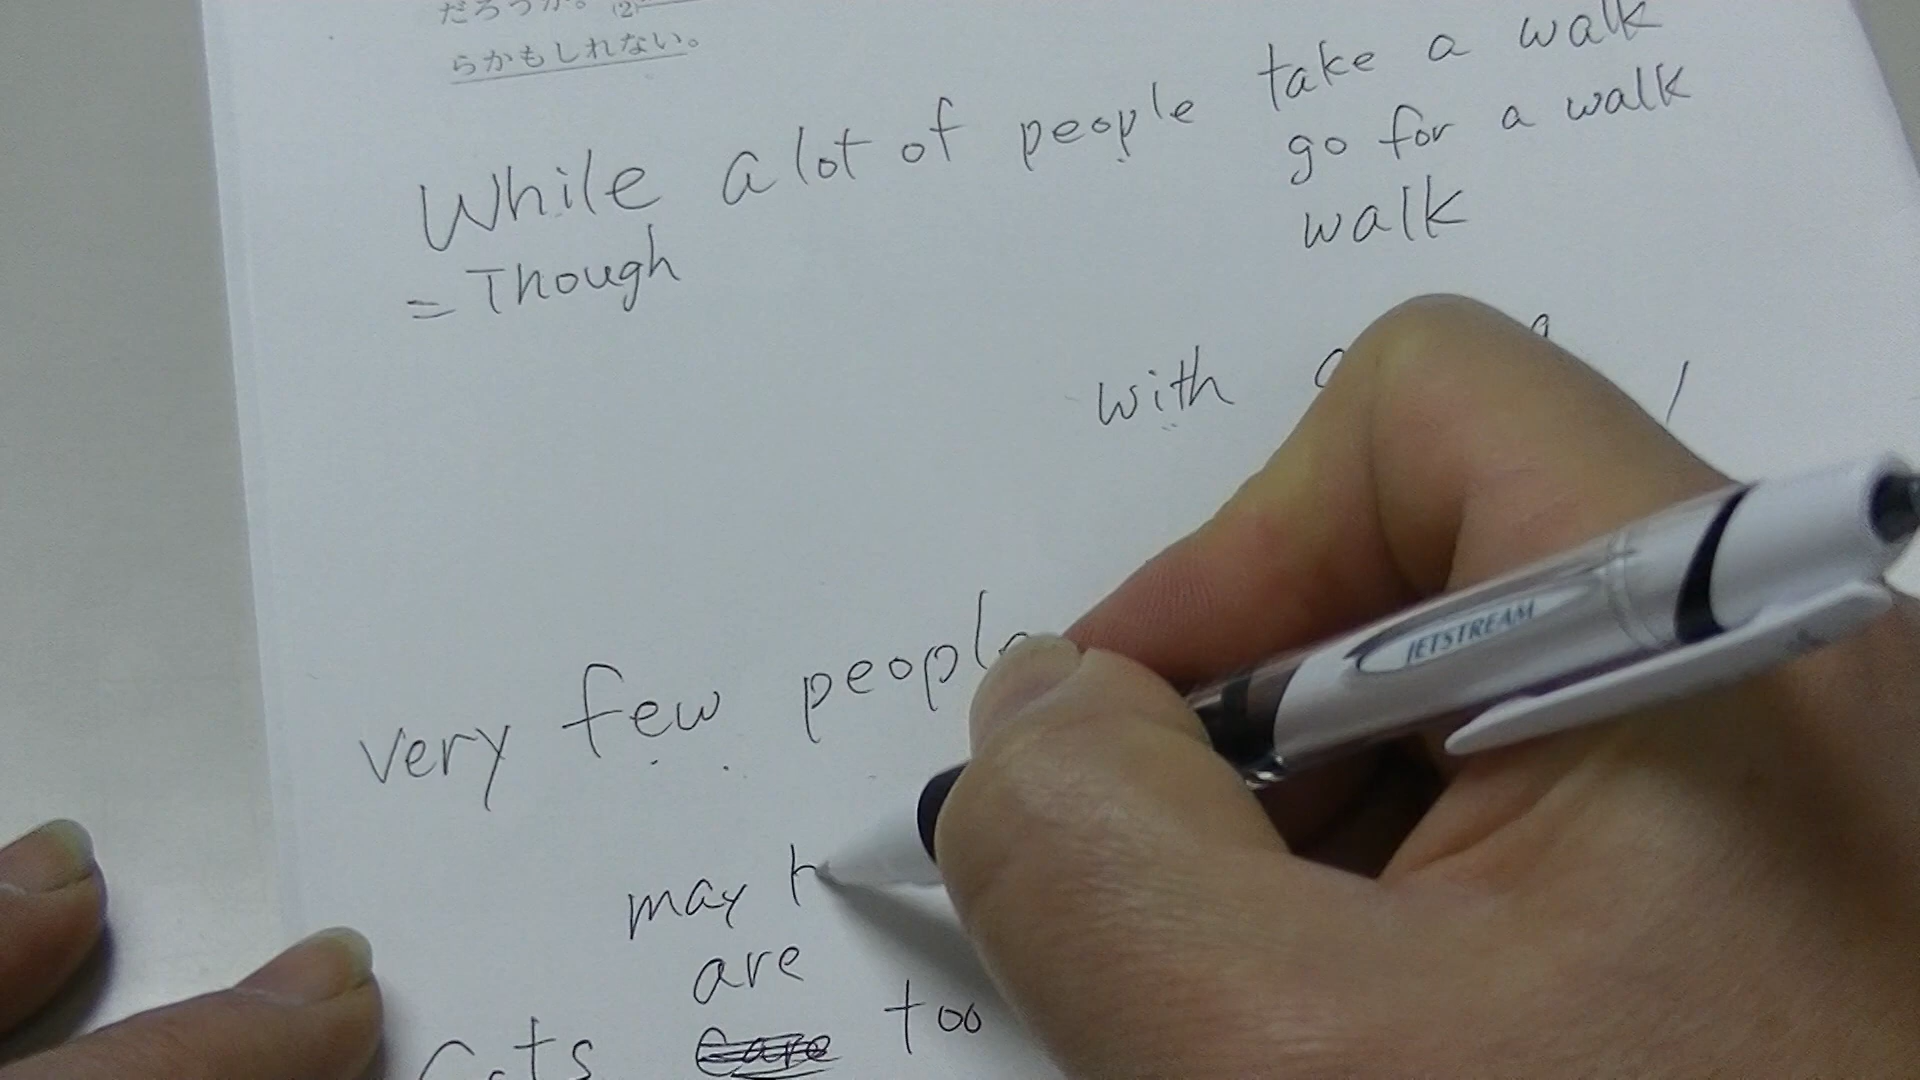 だろうか。(2)
らかもしれない。
While a lot of people take a walk
go for a walk
= Though walk
with
very few people
may
are
Cats too
JETSTREAM